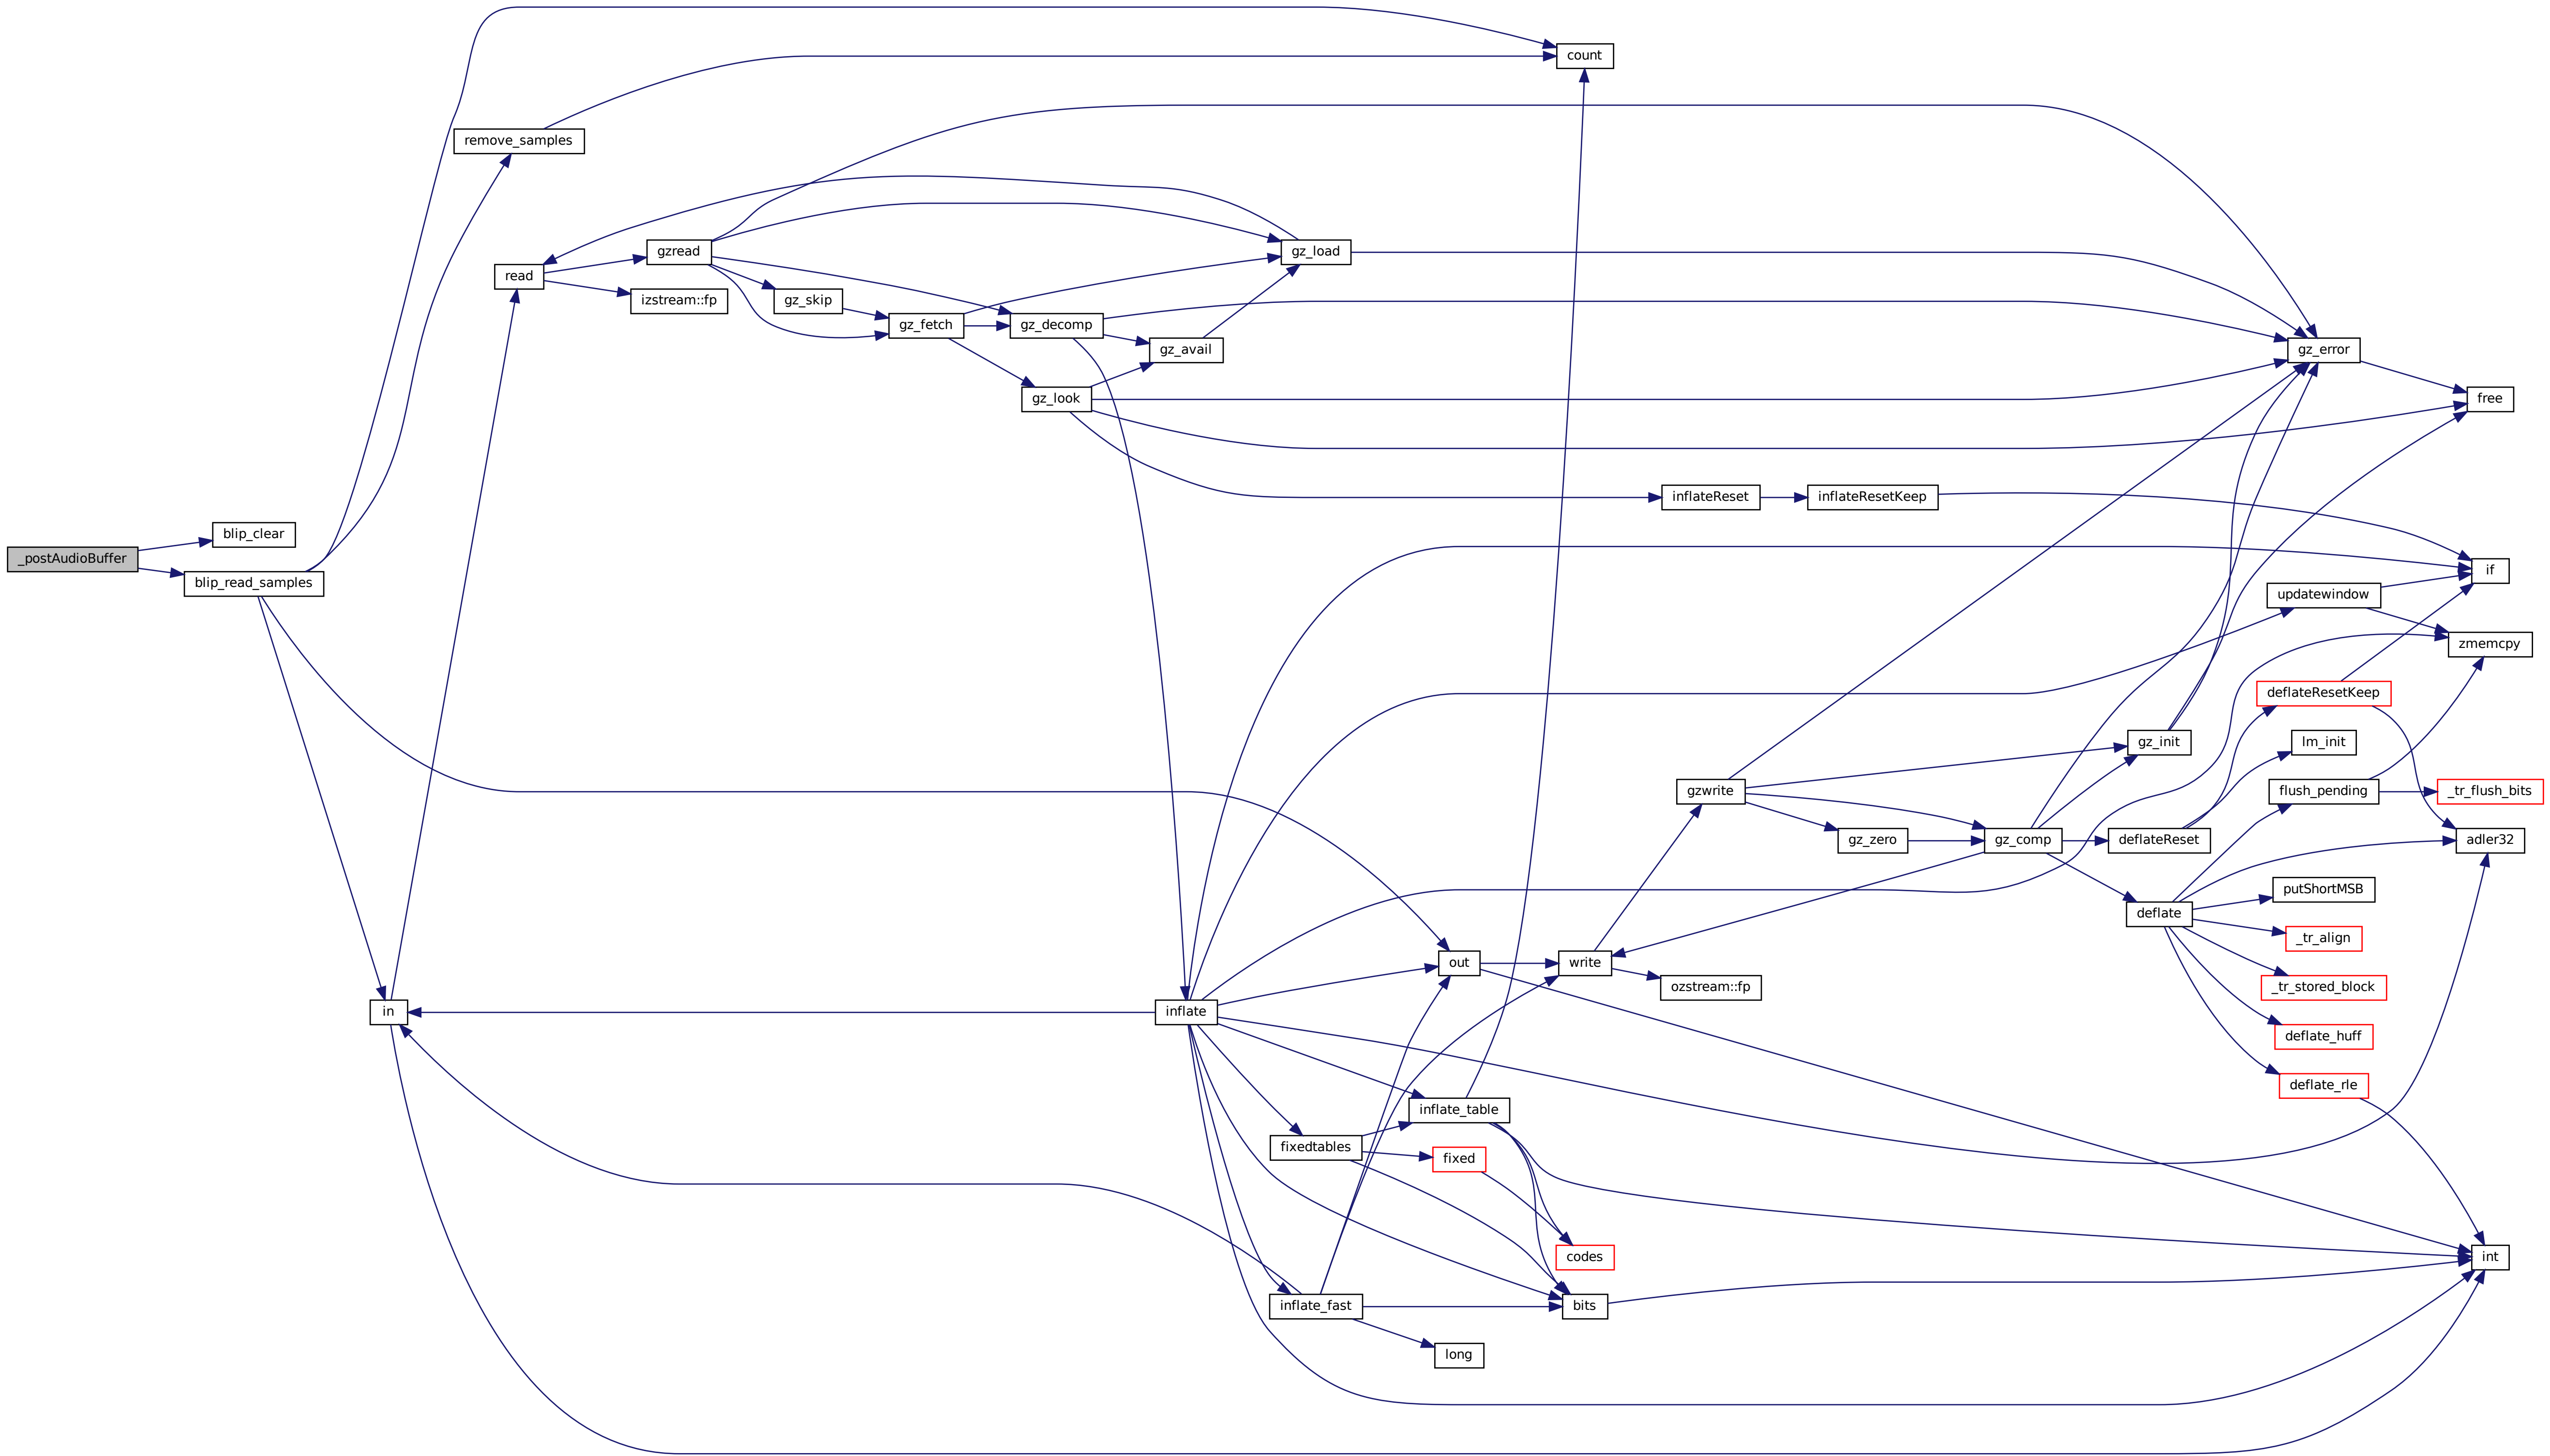 count
remove_samples
gzread
gz_load
read
izstream::fp
gz_skip
gz_fetch
gz_decomp
gz_avail
gz_error
gz_look
free
inflateReset
inflateResetKeep
blip_clear
_postAudioBuffer
blip_read_samples
if
updatewindow
zmemcpy
deflateResetKeep
gz_init
lm_init
gzwrite
flush_pending
_tr_flush_bits
gz_zero
gz_comp
deflateReset
adler32
putShortMSB
deflate
_tr_align
out
write
ozstream::fp
_tr_stored_block
in
inflate
deflate_huff
deflate_rle
inflate_table
fixedtables
fixed
codes
int
inflate_fast
bits
long